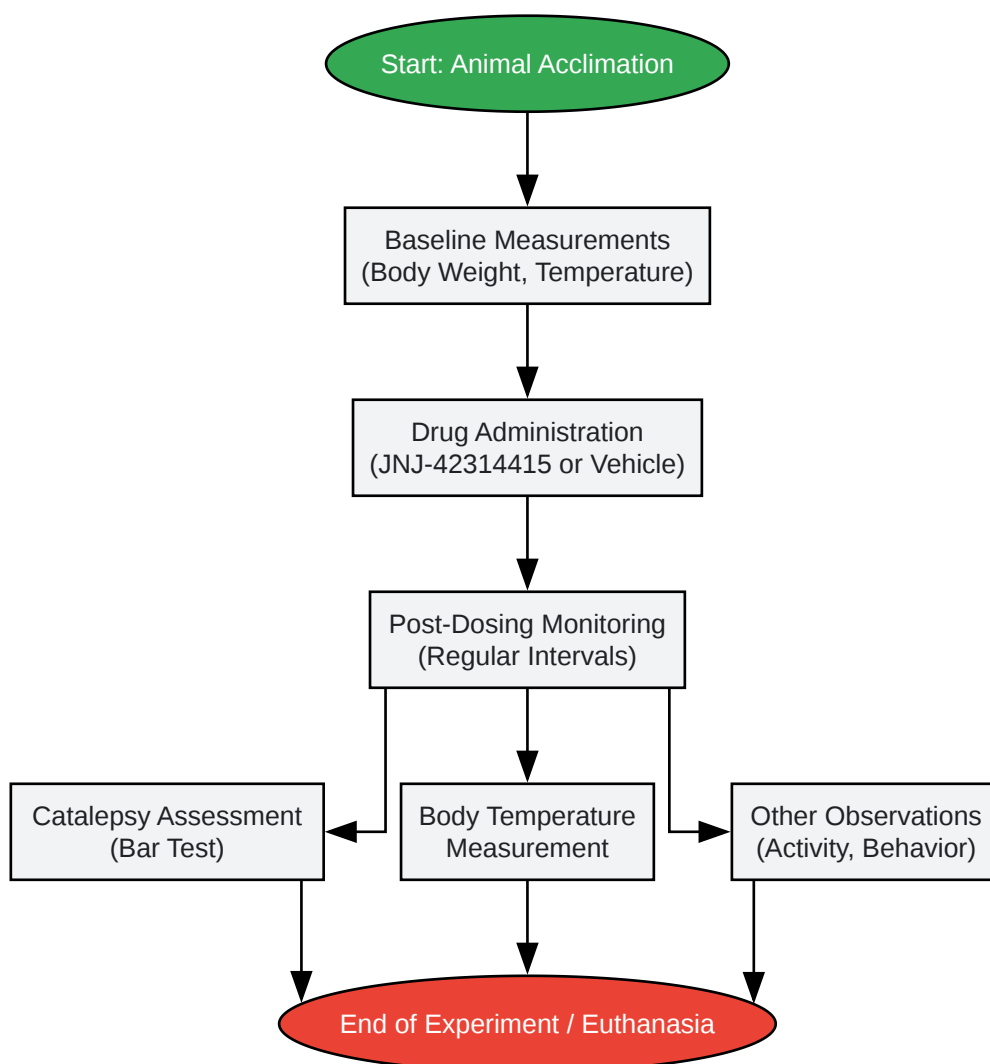 Start: Animal Acclimation
Baseline Measurements
(Body Weight, Temperature)
Drug Administration
(JNJ-42314415 or Vehicle)
Post-Dosing Monitoring
(Regular Intervals)
Catalepsy Assessment
(Bar Test)
Body Temperature
Measurement
Other Observations
(Activity, Behavior)
End of Experiment / Euthanasia